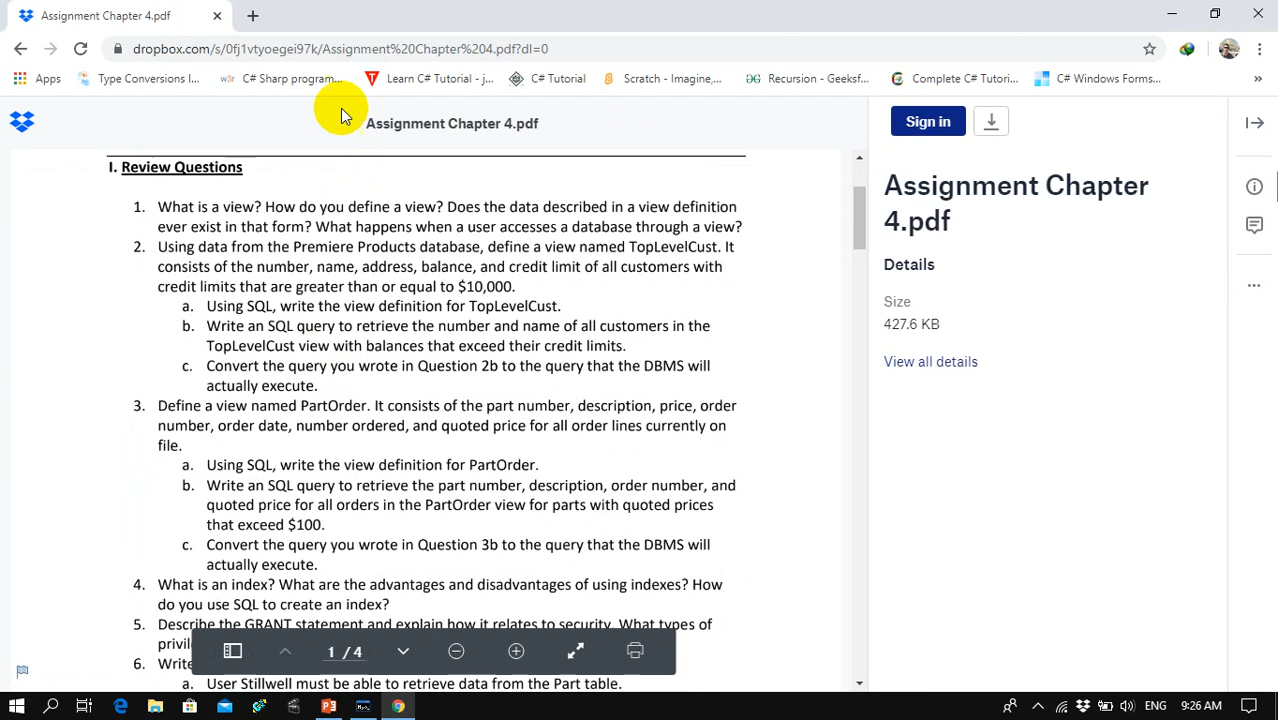 Assignment Chapter 4.pdf
dropbox.com/s/0fj1vtyoegei97k/Assignment%20Chapter%204.pdf?dl=0
Apps Type Conversions I... w3r C# Sharp program... Learn C# Tutorial - j... C# Tutorial Scratch - Imagine,... Recursion - Geeksf... Complete C# Tutori... C# Windows Forms... »
Assignment Chapter 4.pdf
Sign in
Assignment Chapter
4.pdf
Details
Size
427.6 KB
View all details
I. Review Questions
1. What is a view? How do you define a view? Does the data described in a view definition
ever exist in that form? What happens when a user accesses a database through a view?
2. Using data from the Premiere Products database, define a view named TopLevelCust. It
consists of the number, name, address, balance, and credit limit of all customers with
credit limits that are greater than or equal to $10,000.
a. Using SQL, write the view definition for TopLevelCust.
b. Write an SQL query to retrieve the number and name of all customers in the
TopLevelCust view with balances that exceed their credit limits.
c. Convert the query you wrote in Question 2b to the query that the DBMS will
actually execute.
3. Define a view named PartOrder. It consists of the part number, description, price, order
number, order date, number ordered, and quoted price for all order lines currently on
file.
a. Using SQL, write the view definition for PartOrder.
b. Write an SQL query to retrieve the part number, description, order number, and
quoted price for all orders in the PartOrder view for parts with quoted prices
that exceed $100.
c. Convert the query you wrote in Question 3b to the query that the DBMS will
actually execute.
4. What is an index? What are the advantages and disadvantages of using indexes? How
do you use SQL to create an index?
5. Describe the GRANT statement and explain how it relates to security. What types of
6. Write
a. User Stillwell must be able to retrieve data from the Part table.
1 / 4
ENG 9:26 AM